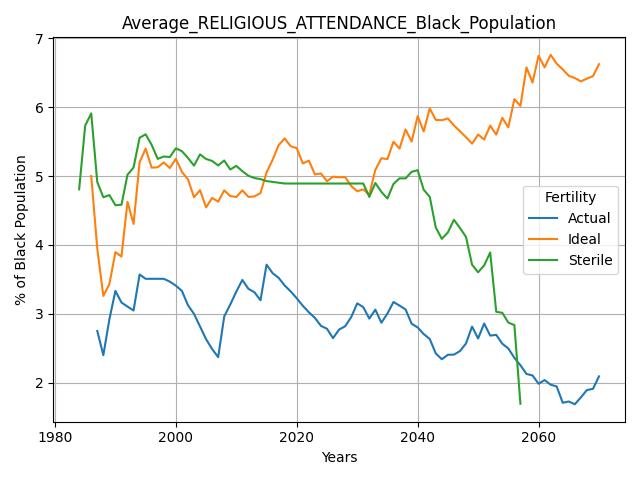 Average_RELIGIOUS_ATTENDANCE_Black_Population
% of Black Population
7
6
5
4
3
2
Fertility
Actual
Ideal
Sterile
1980
2000
2020
2040
2060
Years